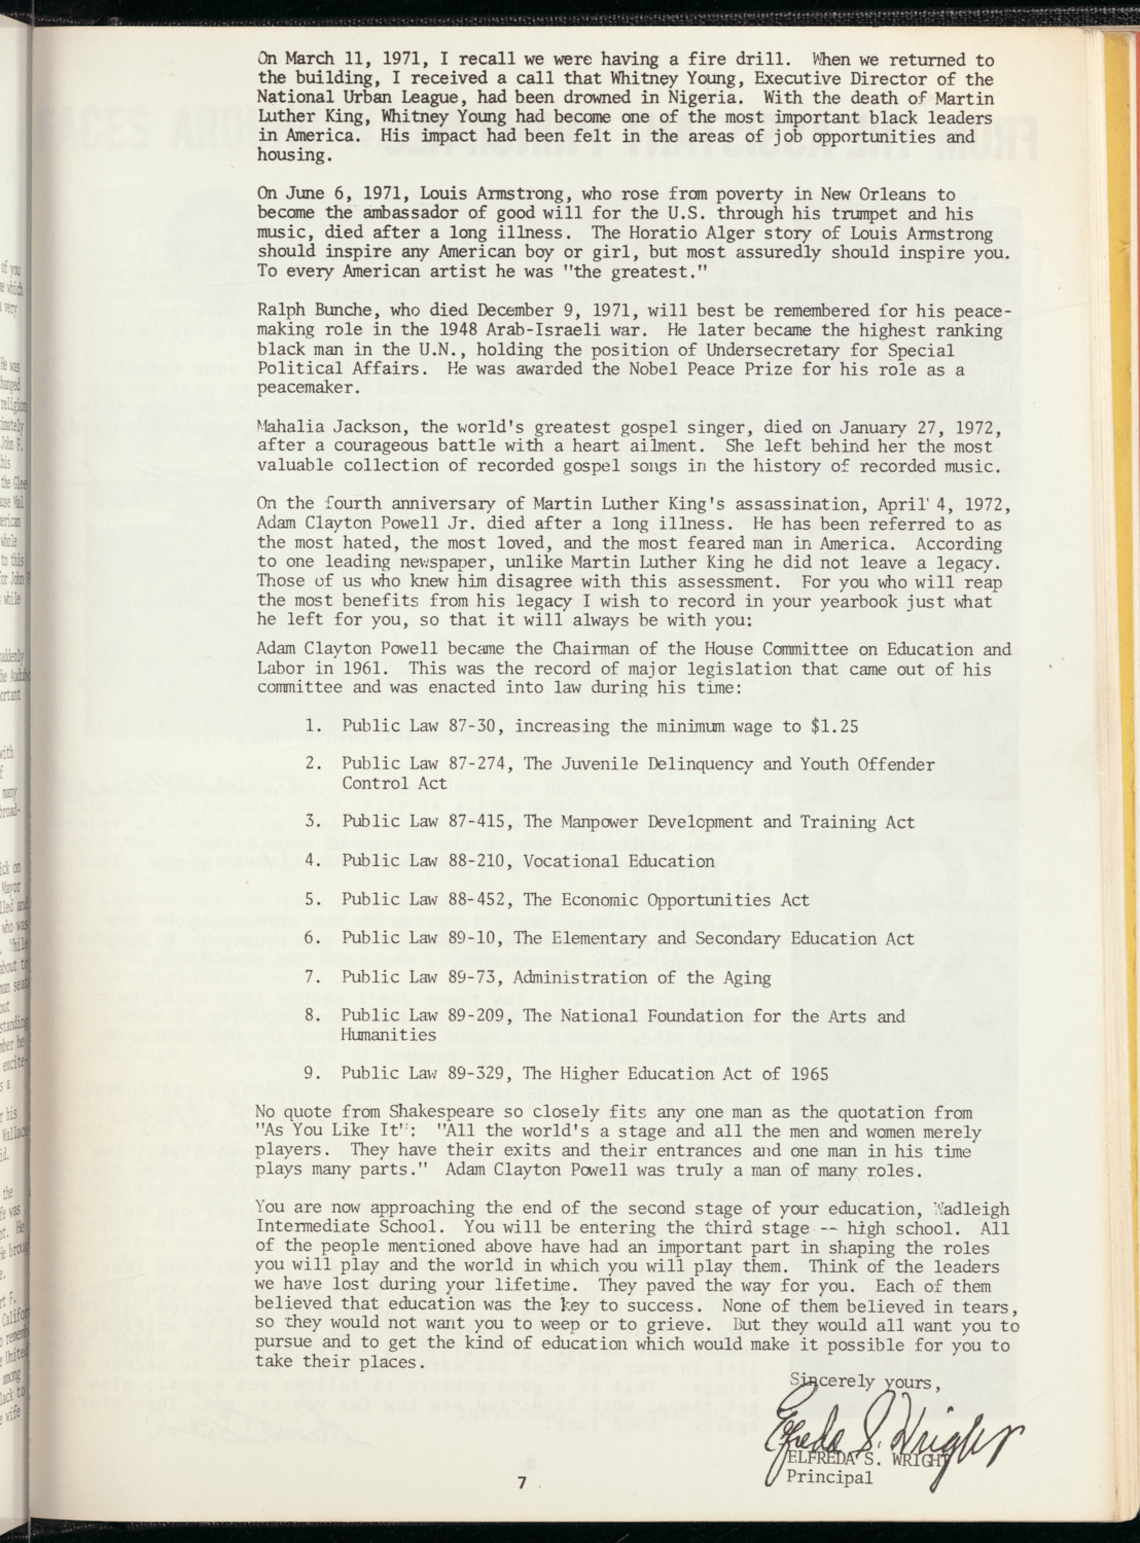 On March 11, 1971, I recall we were having a fire drill.  When we returned to
the building, I received a call that Whitney Young, Executive Director of the
National Urban League, had been drowned in Nigeria.  With the death of Martin
Luther King, Whitney Young had become one of the most important black leaders
in America.  His impact had been felt in the areas of job opportunities and
housing.
On June 6, 1971, Louis Armstrong, who rose from poverty in New Orleans to
become the ambassador of good will for the U.S. through his trumpet and his
music, died after a long illness.  The Horatio Alger story of Louis Armstrong
should inspire any American boy or girl, but most assuredly should inspire you.
To every American artist he was "the greatest."
Ralph Bunche, who died December 9, 1971, will best be remembered for his peace-
making role in the 1948 Arab-Israeli war.  He later became the highest ranking
black man in the U.N., holding the position of Undersecretary for Special
Political Affairs.  He was awarded the Nobel Peace Prize for his role as a
peacemaker.
Mahalia Jackson, the world's greatest gospel singer, died on January 27, 1972,
after a courageous battle with a heart ailment.  She left behind her the most
valuable collection of recorded gospel songs in the history of recorded music.
On the fourth anniversary of Martin Luther King's assassination, April 4, 1972,
Adam Clayton Powell Jr. died after a long illness.  He has been referred to as
the most hated, the most loved, and the most feared man in America.  According
to one leading newspaper, unlike Martin Luther King he did not leave a legacy.
Those of us who knew him disagree with this assessment.  For you who will reap
the most benefits from his legacy I wish to record in your yearbook just what
he left for you, so that it will always be with you:
Adam Clayton Powell became the Chairman of the House Committee on Education and
Labor in 1961.  This was the record of major legislation that came out of his
committee and was enacted into law during his time:
1.  Public Law 87-30, increasing the minimum wage to $1.25
2.  Public Law 87-274, The Juvenile Delinquency and Youth Offender
Control Act
3.  Public Law 87-415, The Manpower Development and Training Act
4.  Public Law 88-210, Vocational Education
5.  Public Law 88-452, The Economic Opportunities Act
6.  Public Law 89-10, The Elementary and Secondary Education Act
7.  Public Law 89-73, Administration of the Aging
8.  Public Law 89-209, The National Foundation for the Arts and
Humanities
9.  Public Law 89-329, The Higher Education Act of 1965
No quote from Shakespeare so closely fits any one man as the quotation from
"As You Like It":  "All the world's a stage and all the men and women merely
players.  They have their exits and their entrances and one man in his time
plays many parts."  Adam Clayton Powell was truly a man of many roles.
You are now approaching the end of the second stage of your education, Wadleigh
Intermediate School.  You will be entering the third stage -- high school.  All
of the people mentioned above have had an important part in shaping the roles
you will play and the world in which you will play them.  Think of the leaders
we have lost during your lifetime.  They paved the way for you.  Each of them
believed that education was the key to success.  None of them believed in tears,
so they would not want you to weep or to grieve.  But they would all want you to
pursue and to get the kind of education which would make it possible for you to
take their places.
Sincerely yours,
Elfreda S. Wright
ELFREDA S. WRIGHT
Principal
7